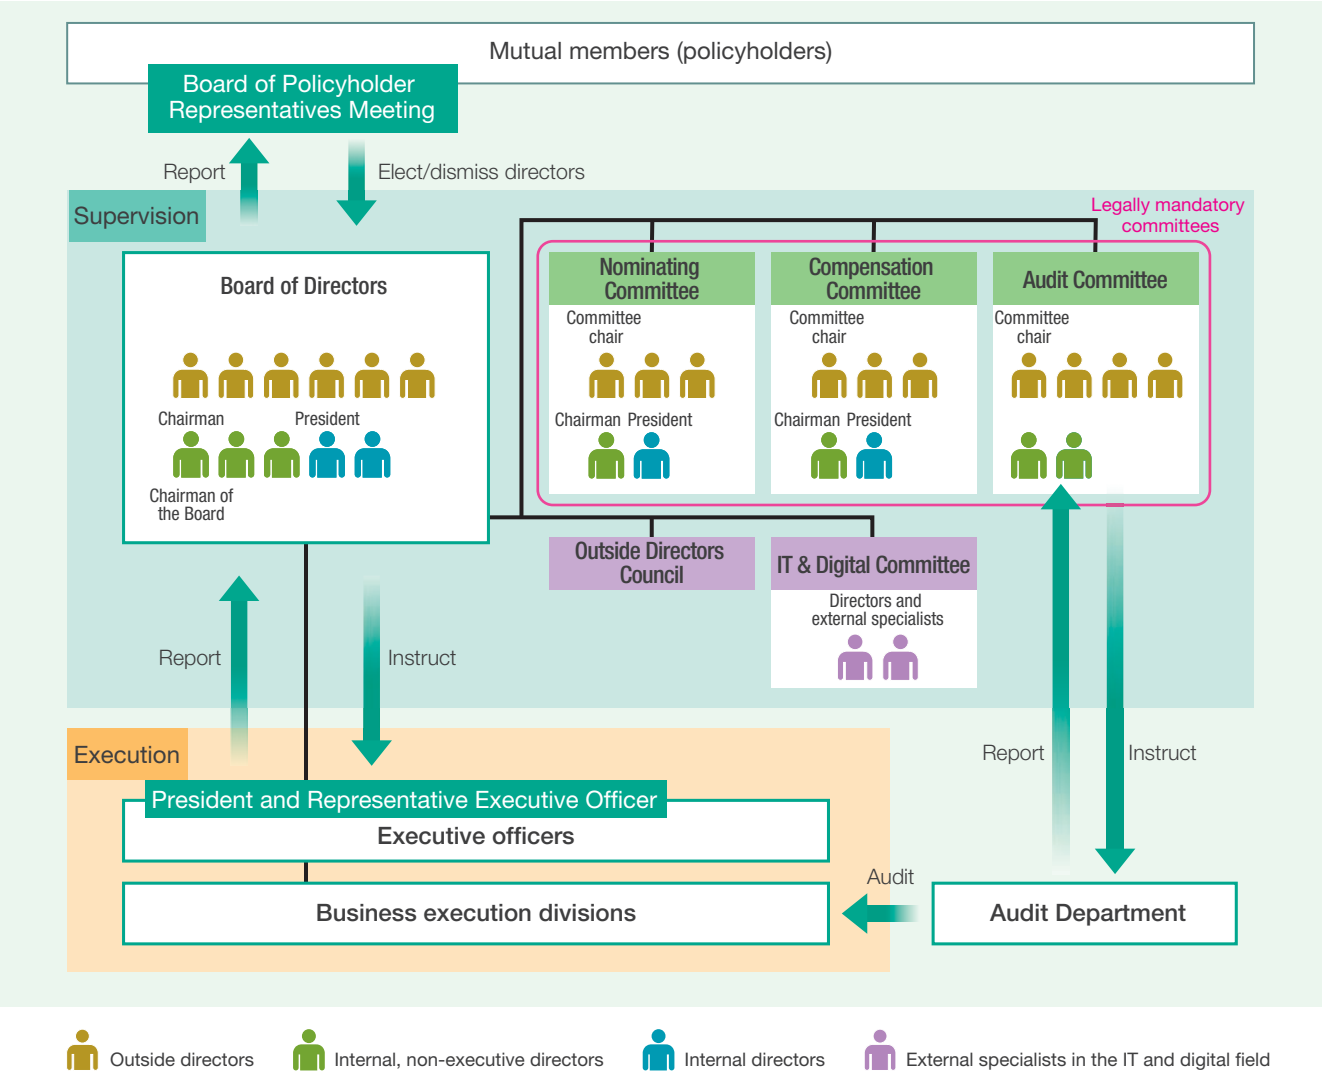 Mutual members (policyholders)
Board of Policyholder
Representatives Meeting
Report
Elect/dismiss directors
Supervision
Legally mandatory
committees
Board of Directors
Chairman
President
Chairman of
the Board
Nominating
Committee
Committee
chair
Chairman
President
Compensation
Committee
Committee
chair
Chairman
President
Audit Committee
Committee
chair
Outside Directors
Council
IT & Digital Committee
Directors and
external specialists
Report
Instruct
Report
Instruct
Execution
President and Representative Executive Officer
Executive officers
Business execution divisions
Audit
Audit Department
Outside directors
Internal, non-executive directors
Internal directors
External specialists in the IT and digital field